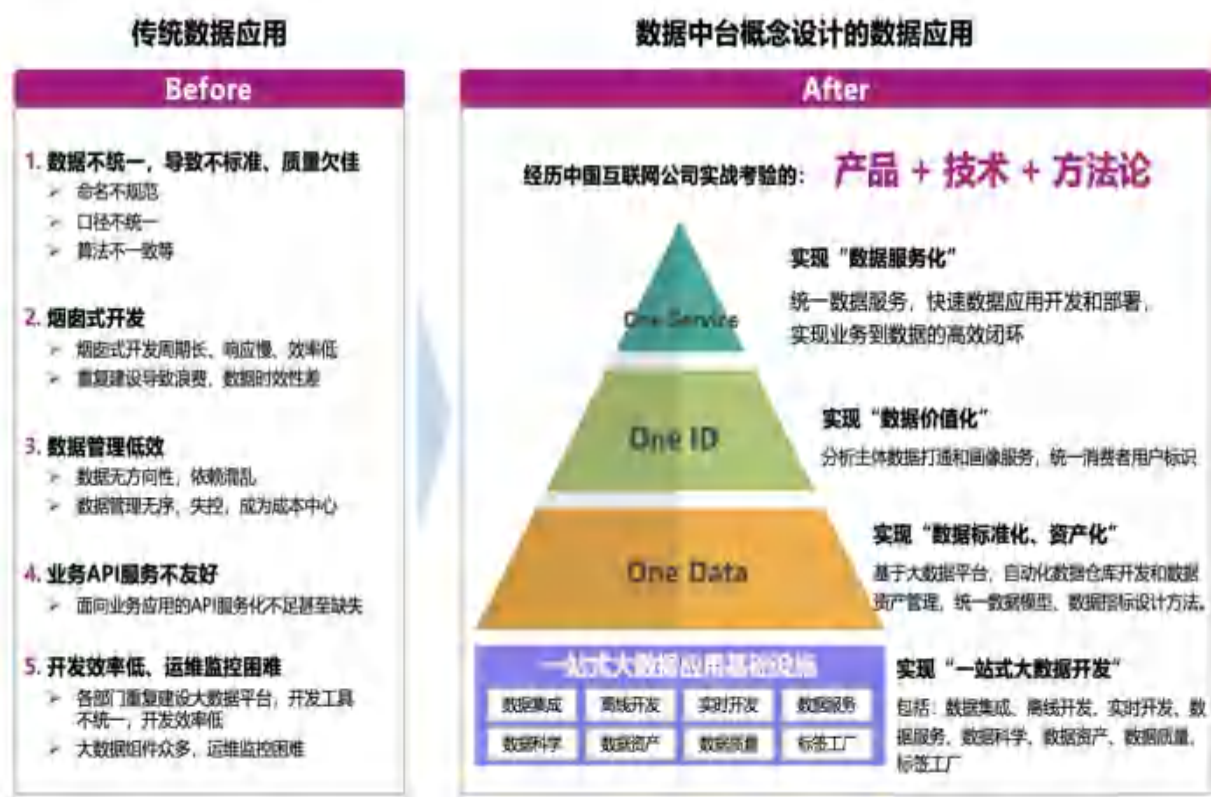 传统数据应用
Before
1. 数据不统一，导致不标准、质量欠佳
➢ 命名不规范
➢ 口径不统一
➢ 算法不一致等
2. 烟囱式开发
➢ 烟囱式开发周期长、响应慢、效率低
➢ 重复建设导致浪费、数据时效性差
3. 数据管理低效
➢ 数据无方向性，依赖混乱
➢ 数据管理无序，失控，成为成本中心
4. 业务API服务不友好
➢ 面向业务应用的API服务化不足甚至缺失
5. 开发效率低、运维监控困难
➢ 各部门重复建设大数据平台，开发工具
不统一，开发效率低
➢ 大数据组件众多，运维监控困难
数据中台概念设计的数据应用
After
经历中国互联网公司实战考验的： 产品 + 技术 + 方法论
One Service
实现“数据服务化”
统一数据服务，快速数据应用开发和部署，
实现业务到数据的高效闭环
One ID
实现“数据价值化”
分析主体数据打通和画像服务，统一消费者用户标识
One Data
实现“数据标准化、资产化”
基于大数据平台，自动化数据仓库开发和数据
资产管理，统一数据模型、数据指标设计方法。
一站式大数据应用基础设施
数据集成 离线开发 实时开发 数据服务
数据科学 数据资产 数据质量 标签工厂
实现“一站式大数据开发”
包括：数据集成、离线开发、实时开发、数
据服务、数据科学、数据资产、数据质量、
标签工厂